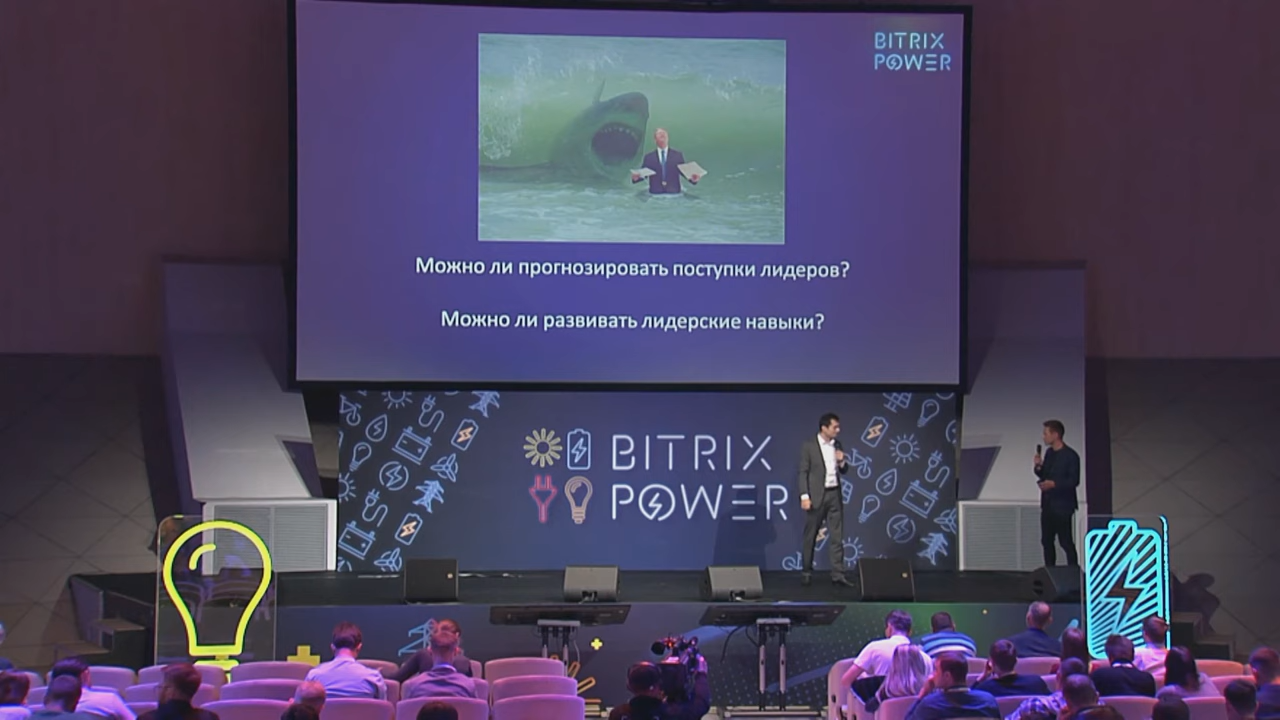 BITRIX
POWER
Можно ли прогнозировать поступки лидеров?
Можно ли развивать лидерские навыки?
BITRIX
POWER